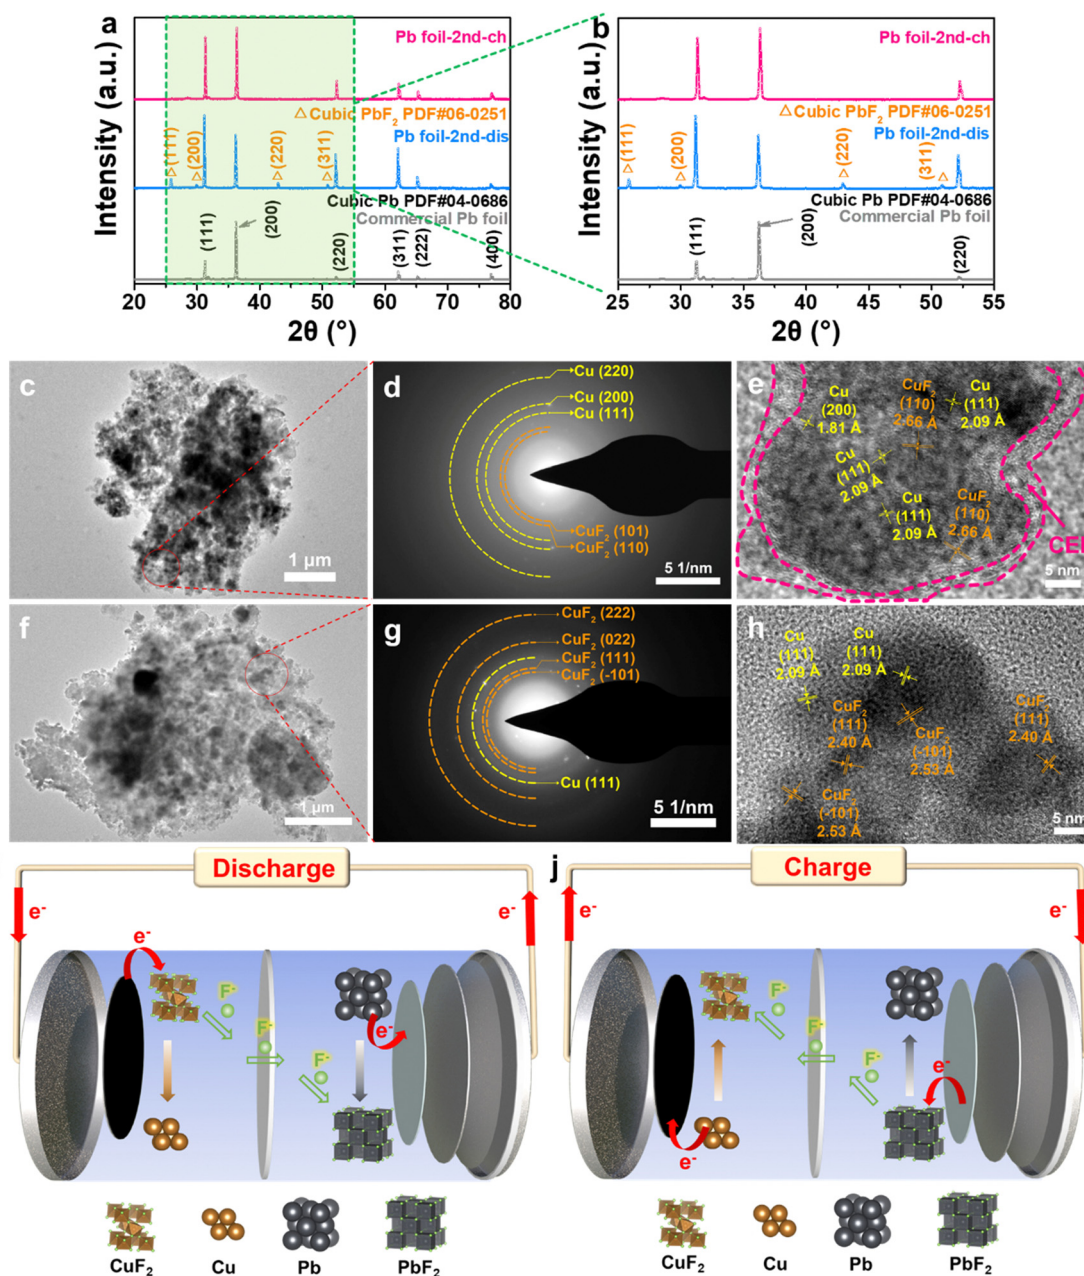 a
Intensity (a.u.)
Pb foil-2nd-ch
△Cubic PbF2 PDF#06-0251
Pb foil-2nd-dis
△(111)
△(200)
△(220)
△(311)
Cubic Pb PDF#04-0686
Commercial Pb foil
(111)
(200)
(220)
(311)
(222)
(400)
20 30 40 50 60 70 80
2θ (°)
b
Intensity (a.u.)
Pb foil-2nd-ch
△Cubic PbF2 PDF#06-0251
Pb foil-2nd-dis
△(111)
△(200)
△(220)
△(311)
Cubic Pb PDF#04-0686
Commercial Pb foil
(111)
(200)
(220)
25 30 35 40 45 50 55
2θ (°)
c
1 μm
d
Cu (220)
Cu (200)
Cu (111)
CuF2 (101)
CuF2 (110)
5 1/nm
e
Cu
(200)
1.81 Å
CuF2
(110)
2.66 Å
Cu
(111)
2.09 Å
Cu
(111)
2.09 Å
Cu
(111)
2.09 Å
CuF2
(110)
2.66 Å
CEI
5 nm
f
1 μm
g
CuF2 (222)
CuF2 (022)
CuF2 (111)
CuF2 (-101)
Cu (111)
5 1/nm
h
Cu
(111)
2.09 Å
Cu
(111)
2.09 Å
CuF2
(111)
2.40 Å
CuF2
(-101)
2.53 Å
CuF2
(111)
2.40 Å
CuF2
(-101)
2.53 Å
5 nm
Discharge
e-
e-
e-
F-
F-
F-
e-
CuF2
Cu
Pb
PbF2
j
Charge
e-
e-
F-
F-
F-
e-
e-
CuF2
Cu
Pb
PbF2